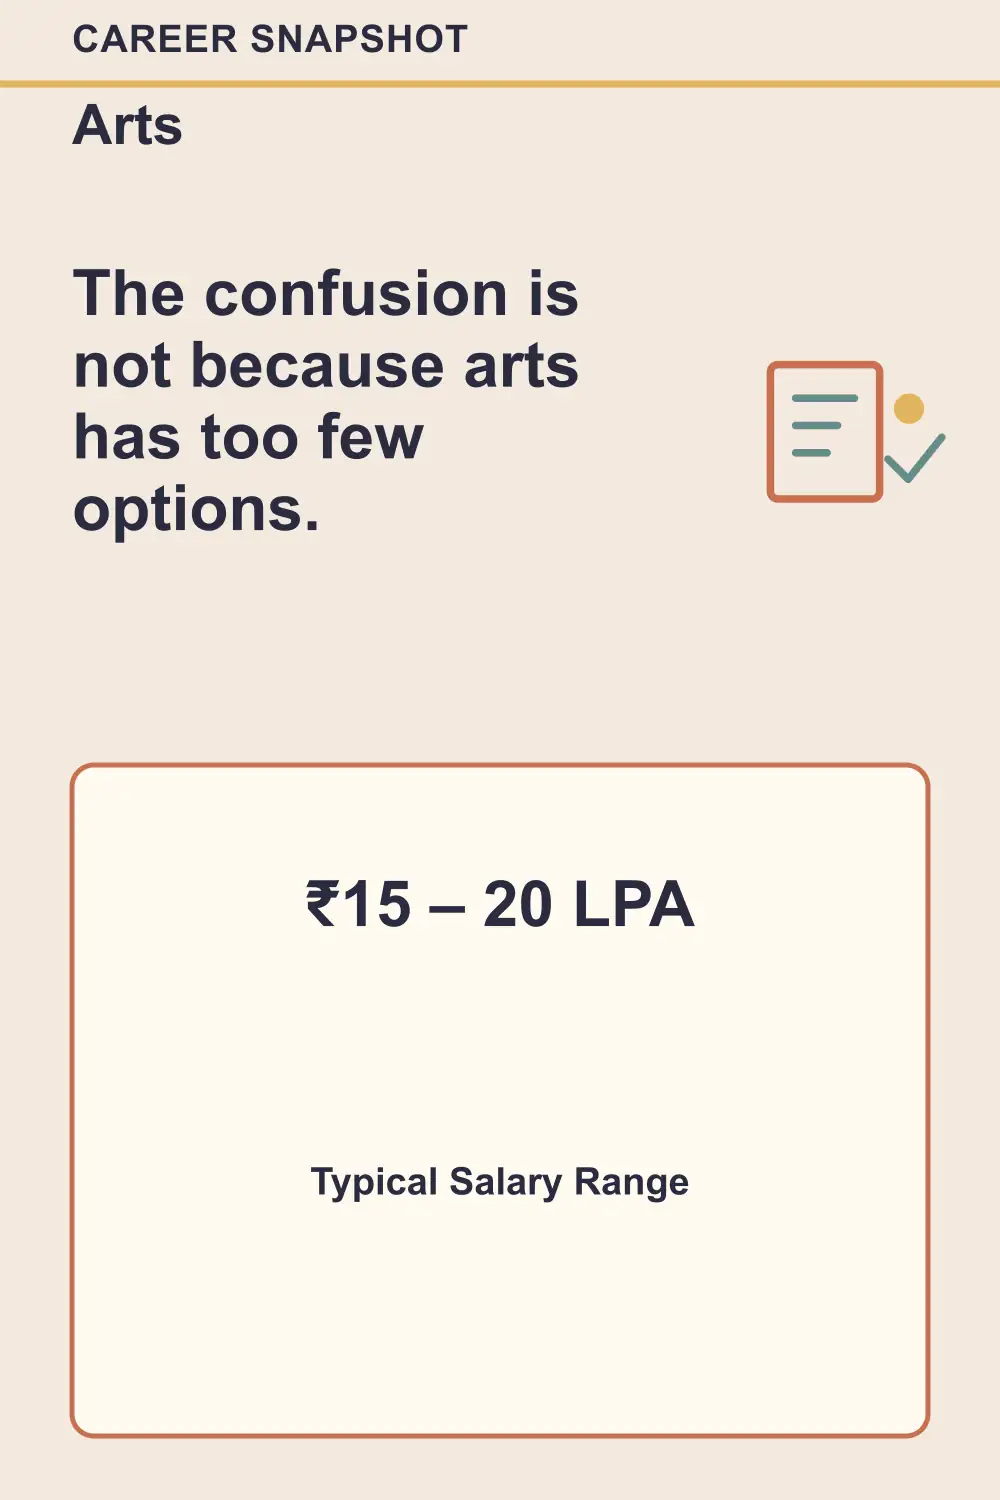 CAREER SNAPSHOT
Arts
The confusion is
not because arts
has too few
options.
₹15 – 20 LPA
Typical Salary Range